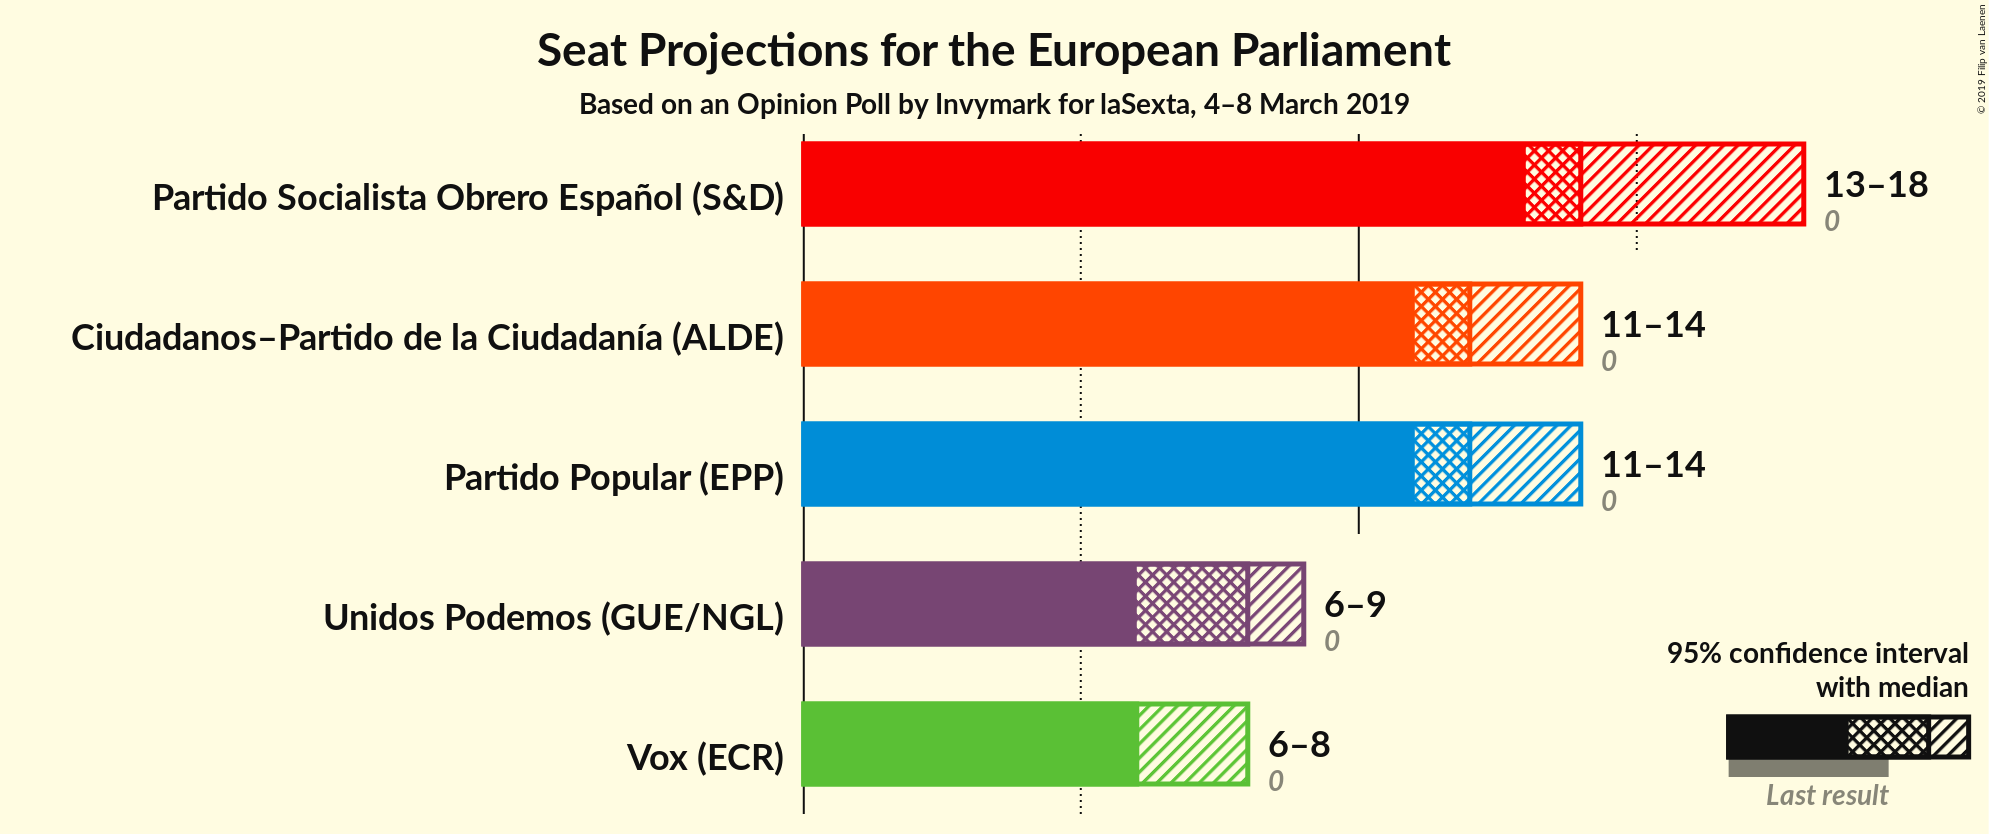 Seat Projections for the European Parliament
Based on an Opinion Poll by Invymark for laSexta, 4–8 March 2019
© 2019 Filip van Laenen
Partido Socialista Obrero Español (S&D)
13–18
0
Ciudadanos–Partido de la Ciudadanía (ALDE)
11–14
0
Partido Popular (EPP)
11–14
0
Unidos Podemos (GUE/NGL)
6–9
0
Vox (ECR)
6–8
0
95% confidence interval
with median
Last result